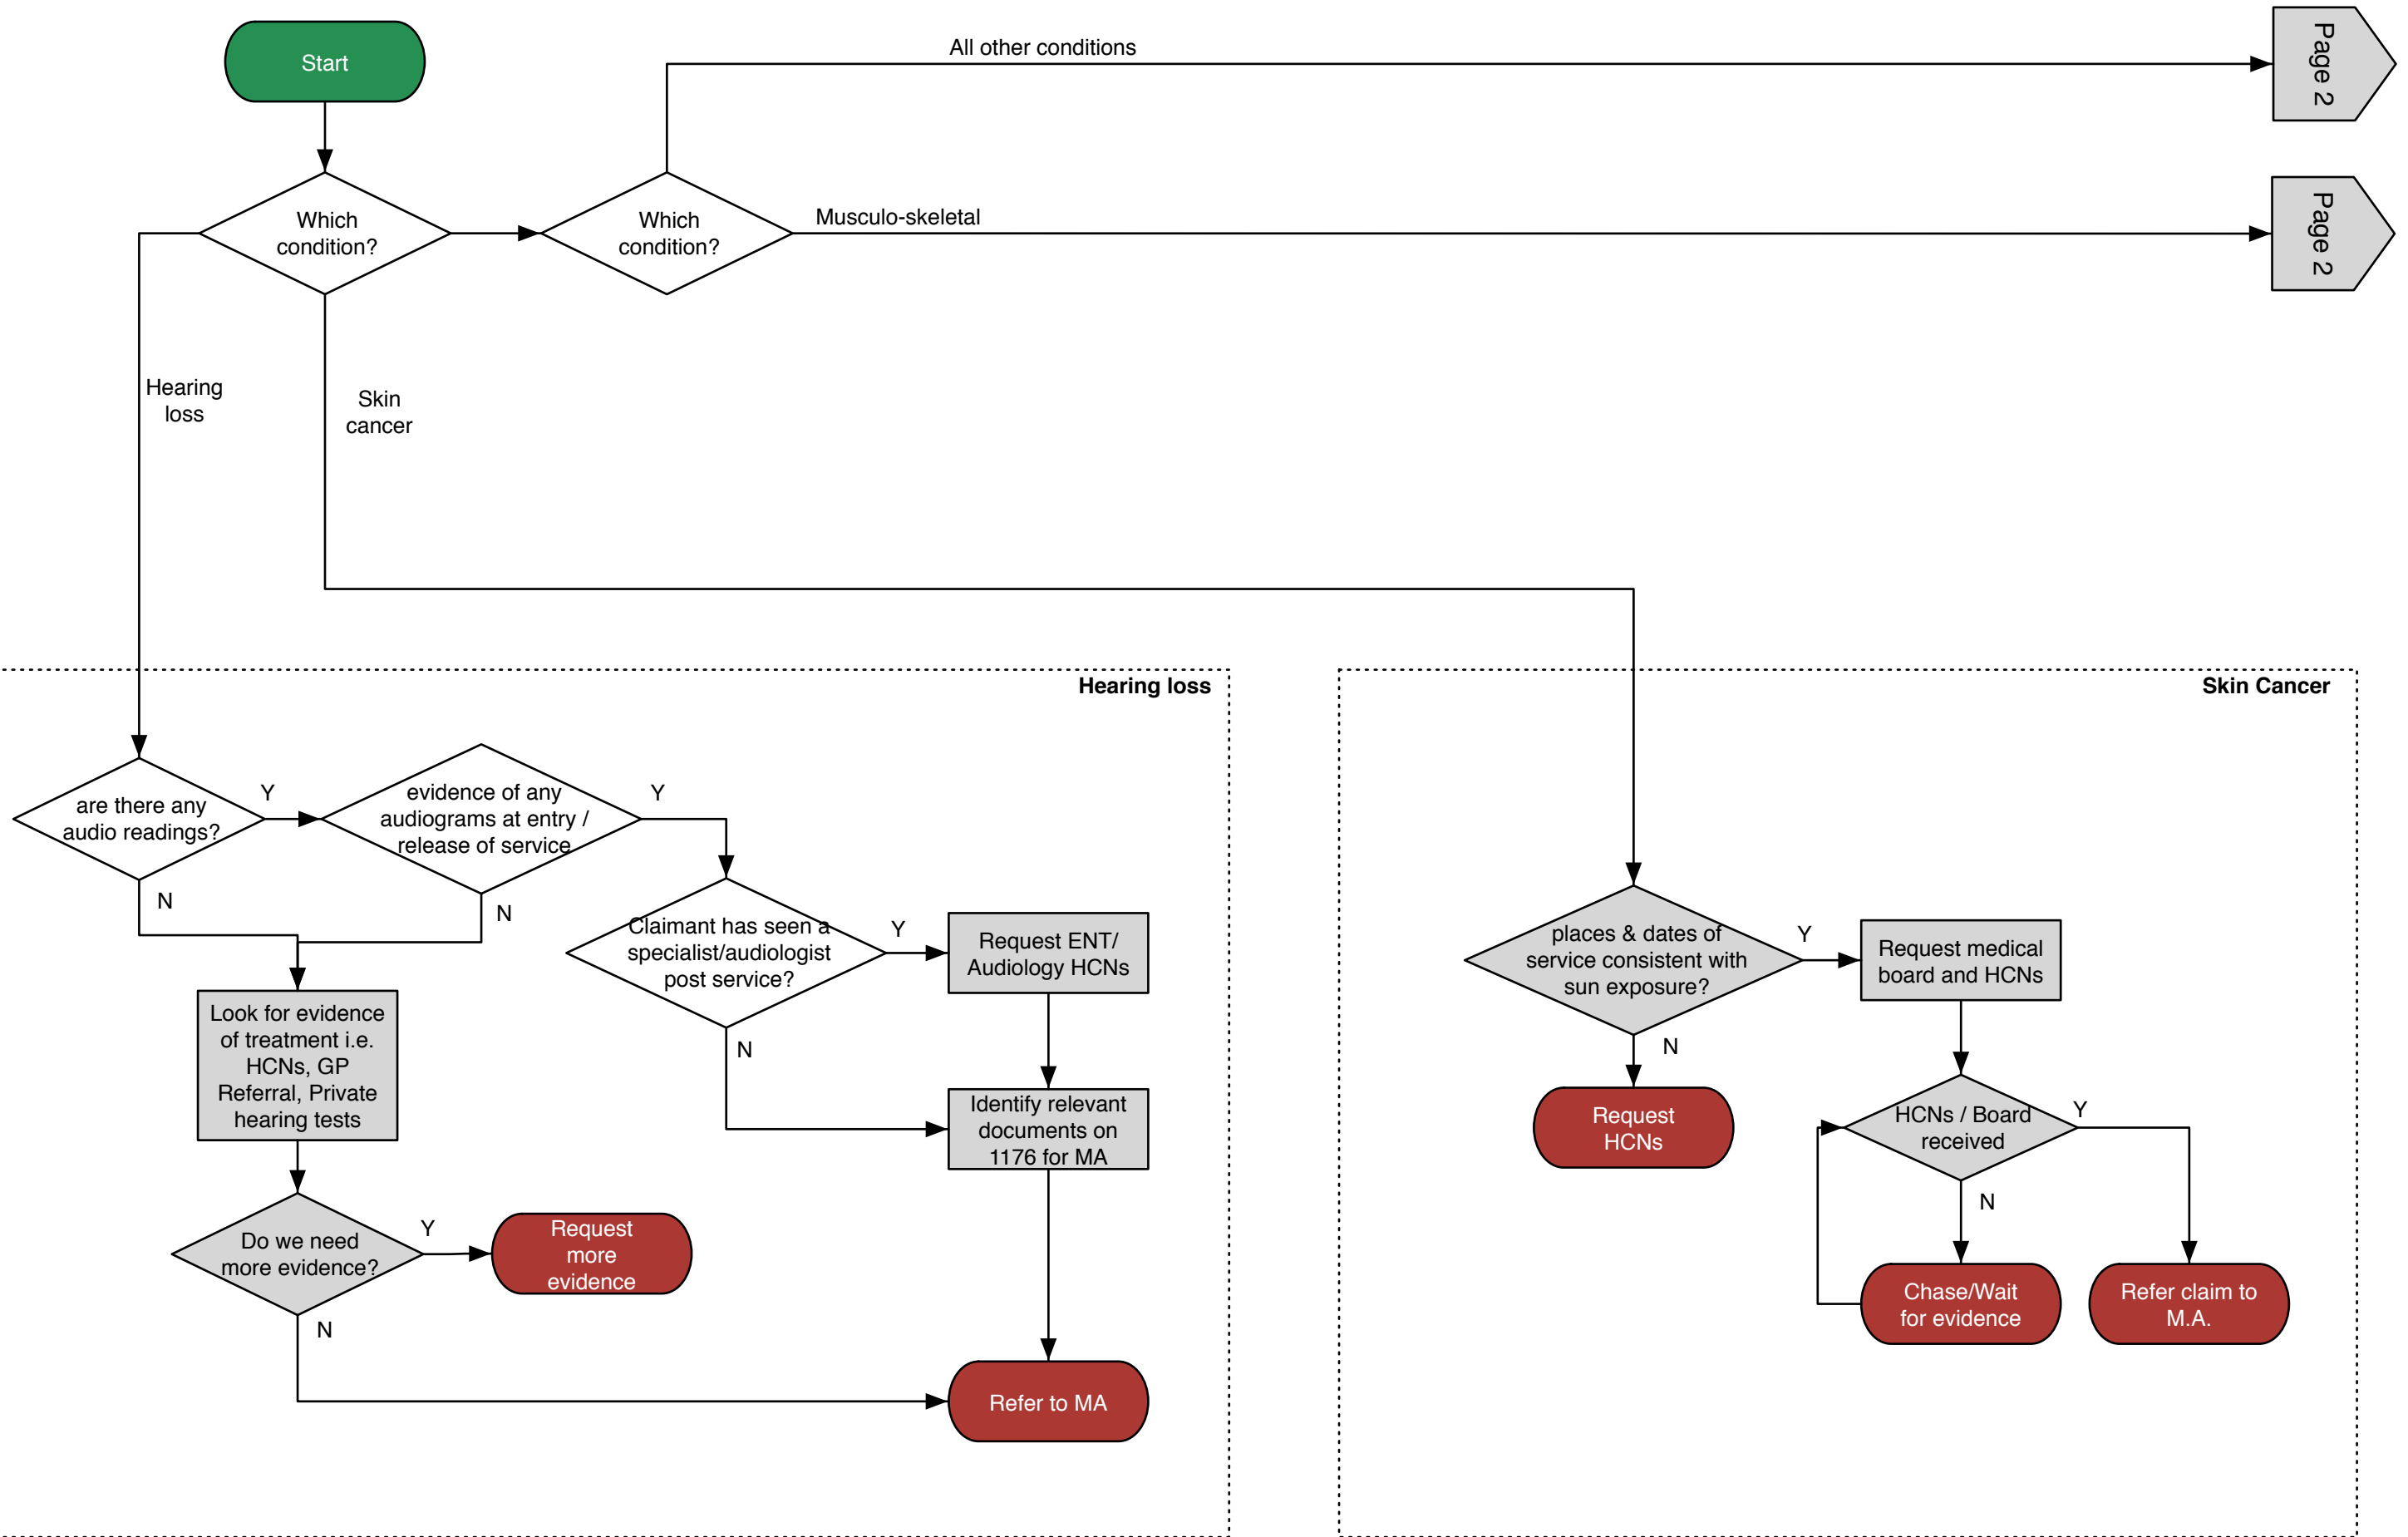 Start
All other conditions
Page 2
Which
condition?
Which
condition?
Musculo-skeletal
Page 2
Hearing
loss
Skin
cancer
Hearing loss
are there any
audio readings?
Y
N
evidence of any
audiograms at entry /
release of service
Y
N
Claimant has seen a
specialist/audiologist
post service?
Y
N
Request ENT/
Audiology HCNs
Look for evidence
of treatment i.e.
HCNs, GP
Referral, Private
hearing tests
Identify relevant
documents on
1176 for MA
Do we need
more evidence?
Y
N
Request
more
evidence
Refer to MA
Skin Cancer
places & dates of
service consistent with
sun exposure?
Y
N
Request medical
board and HCNs
Request
HCNs
HCNs / Board
received
Y
N
Chase/Wait
for evidence
Refer claim to
M.A.